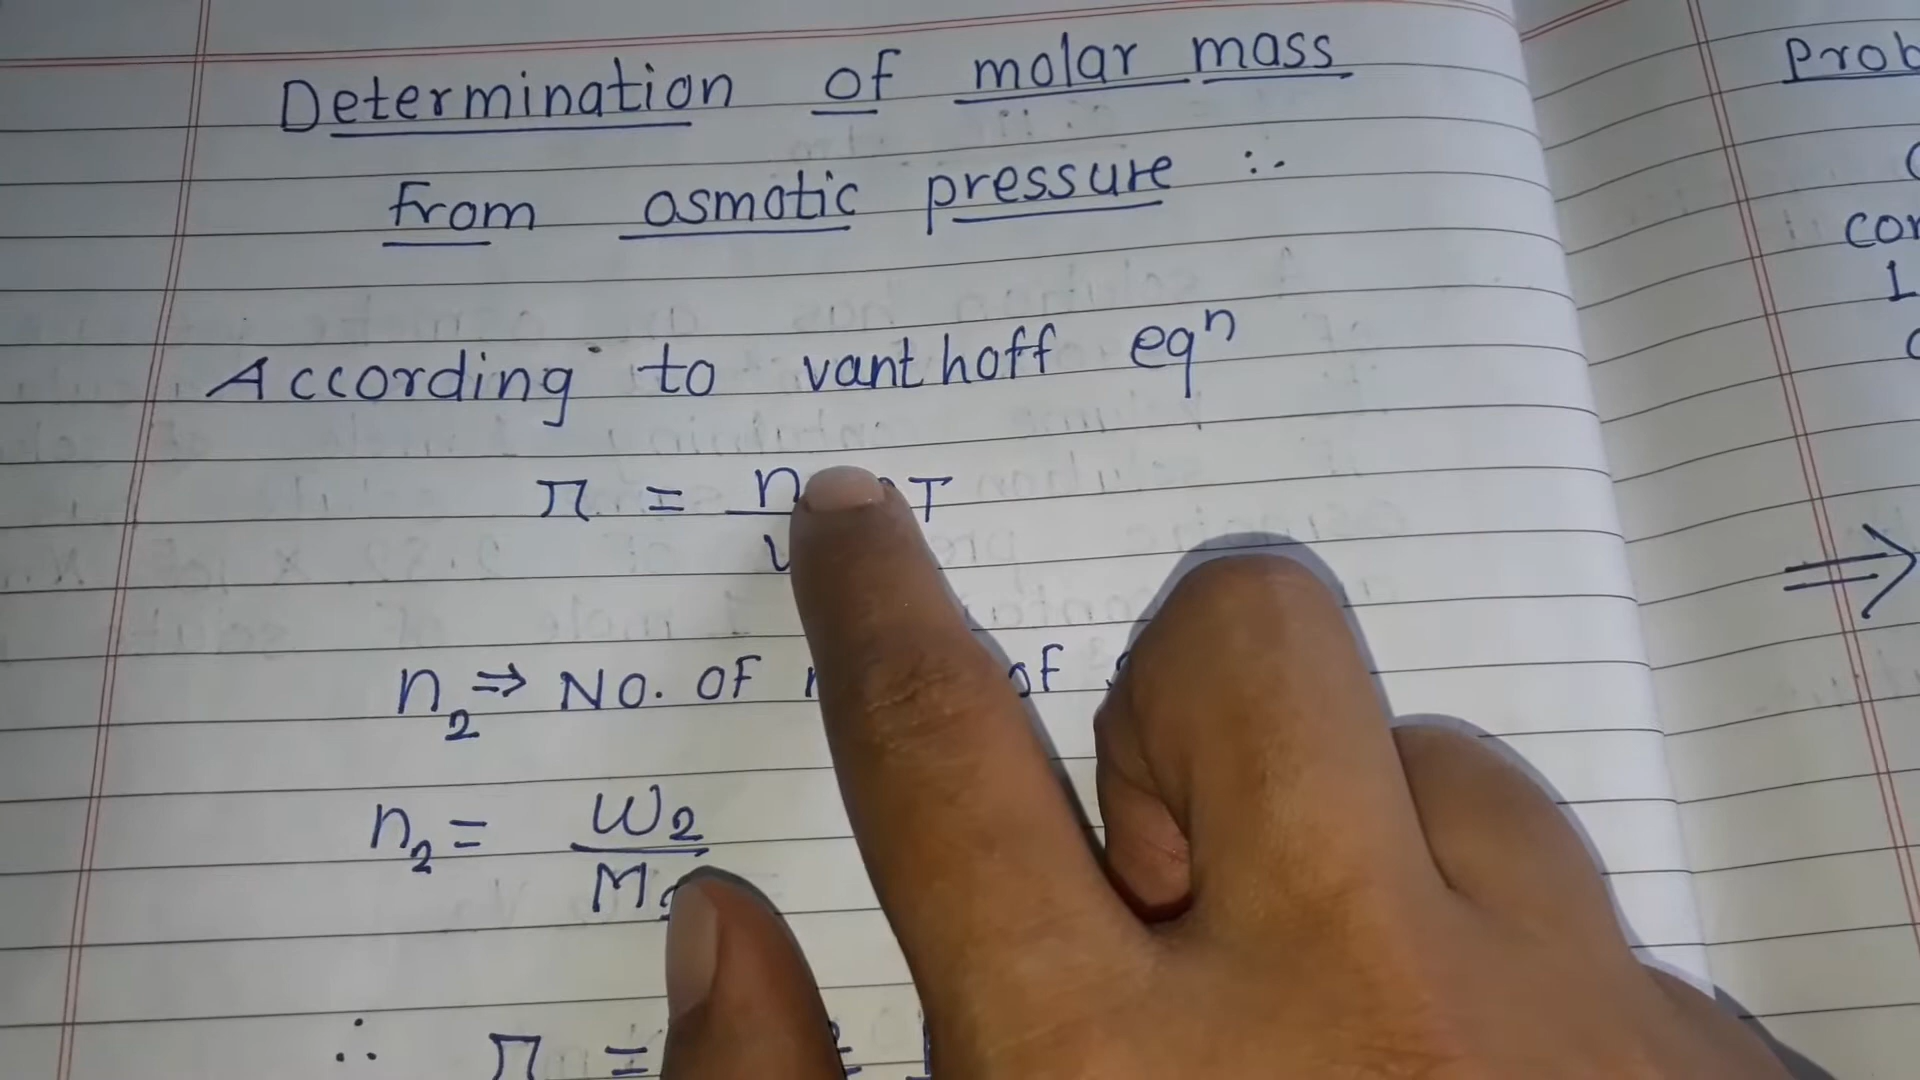 Determination of molar mass
from osmotic pressure :-
According to vant hoff eqⁿ
π = n T
n₂ ⇒ No. of of
n₂ = W₂
M
∴ π = =
Prob
cor